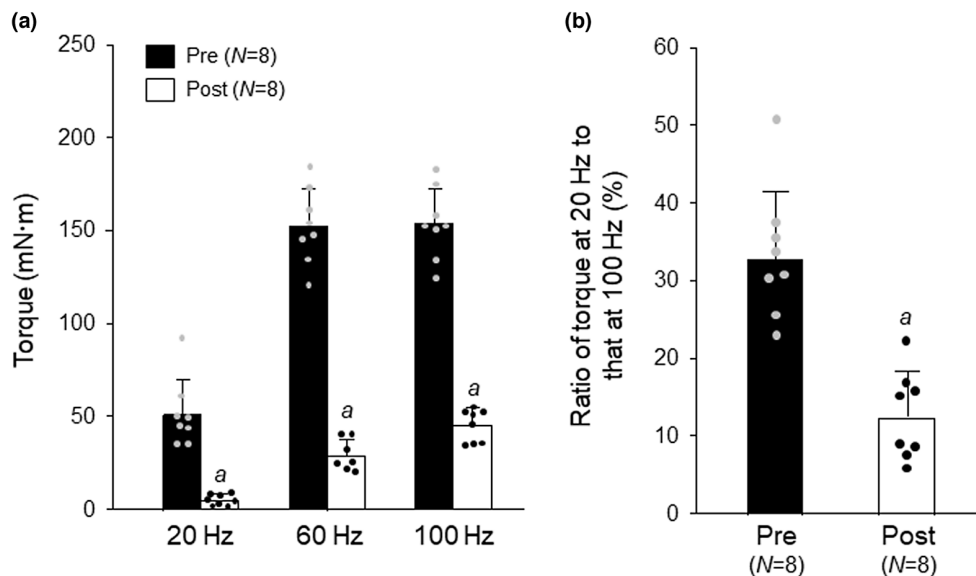 (a)
Torque (mN·m)
250
200
150
100
50
0
Pre (N=8)
Post (N=8)
a
a
a
20 Hz
60 Hz
100 Hz
(b)
Ratio of torque at 20 Hz to
that at 100 Hz (%)
60
50
40
30
20
10
0
a
Pre
(N=8)
Post
(N=8)